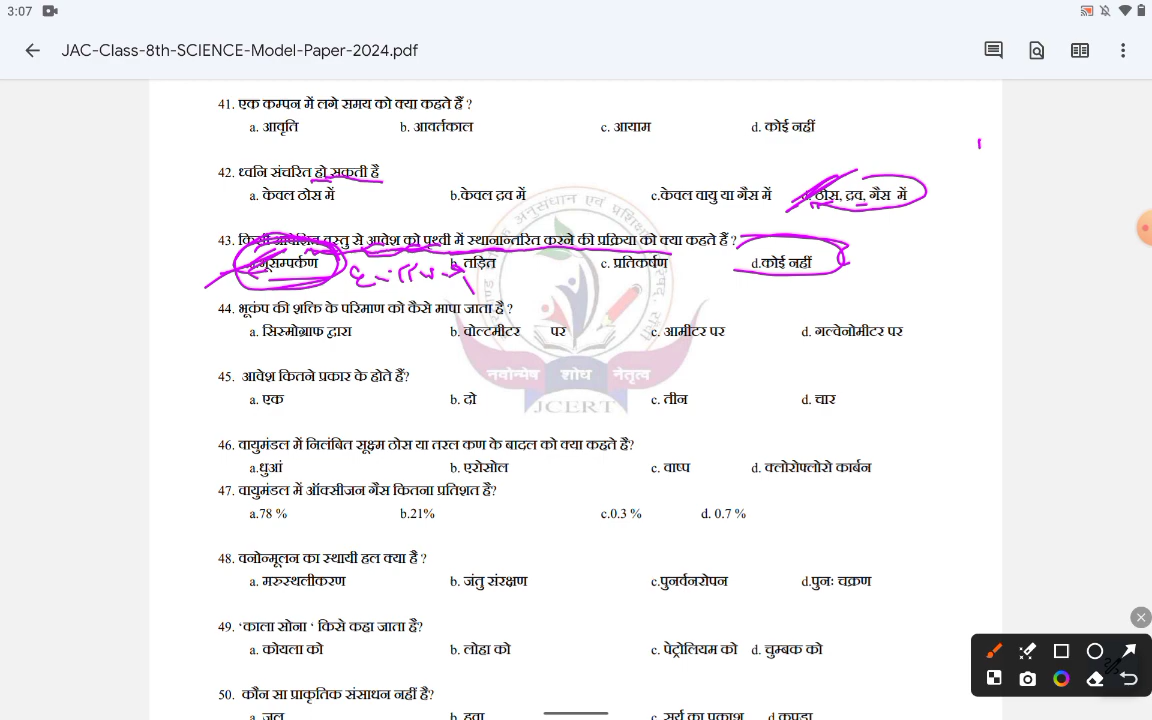 3:07
JAC-Class-8th-SCIENCE-Model-Paper-2024.pdf
41. एक कम्पन में लगे समय को क्या कहते हैं ?
a. आवृति b. आवर्तकाल c. आयाम d. कोई नहीं
42. ध्वनि संचरित हो सकती है
a. केवल ठोस में b.केवल द्रव में c.केवल वायु या गैस में d. ठोस, द्रव, गैस में
43. किसी आवेशित वस्तु से आवेश को पृथ्वी में स्थानान्तरित करने की प्रक्रिया को क्या कहते हैं ?
भूसम्पर्कण b. तड़ित c. प्रतिकर्षण d.कोई नहीं
44. भूकंप की शक्ति के परिमाण को कैसे मापा जाता है ?
a. सिस्मोग्राफ द्वारा b. वोल्टमीटर पर c. आमीटर पर d. गल्वेनोमीटर पर
45. आवेश कितने प्रकार के होते हैं?
a. एक b. दो c. तीन d. चार
46. वायुमंडल में निलंबित सूक्ष्म ठोस या तरल कण के बादल को क्या कहते है?
a.धुआं b. एरोसोल c. वाष्प d. क्लोरोफ्लोरो कार्बन
47. वायुमंडल में ऑक्सीजन गैस कितना प्रतिशत है?
a.78 % b.21% c.0.3 % d. 0.7 %
48. वनोन्मूलन का स्थायी हल क्या है ?
a. मरुस्थलीकरण b. जंतु संरक्षण c.पुनर्वनरोपन d.पुनः चक्रण
49. 'काला सोना ' किसे कहा जाता है?
a. कोयला को b. लोहा को c. पेट्रोलियम को d. चुम्बक को
50. कौन सा प्राकृतिक संसाधन नहीं है?
a. जल b. हवा c. सूर्य का प्रकाश d.कपड़ा
नवोन्मेष शोध नेतृत्व
JCERT